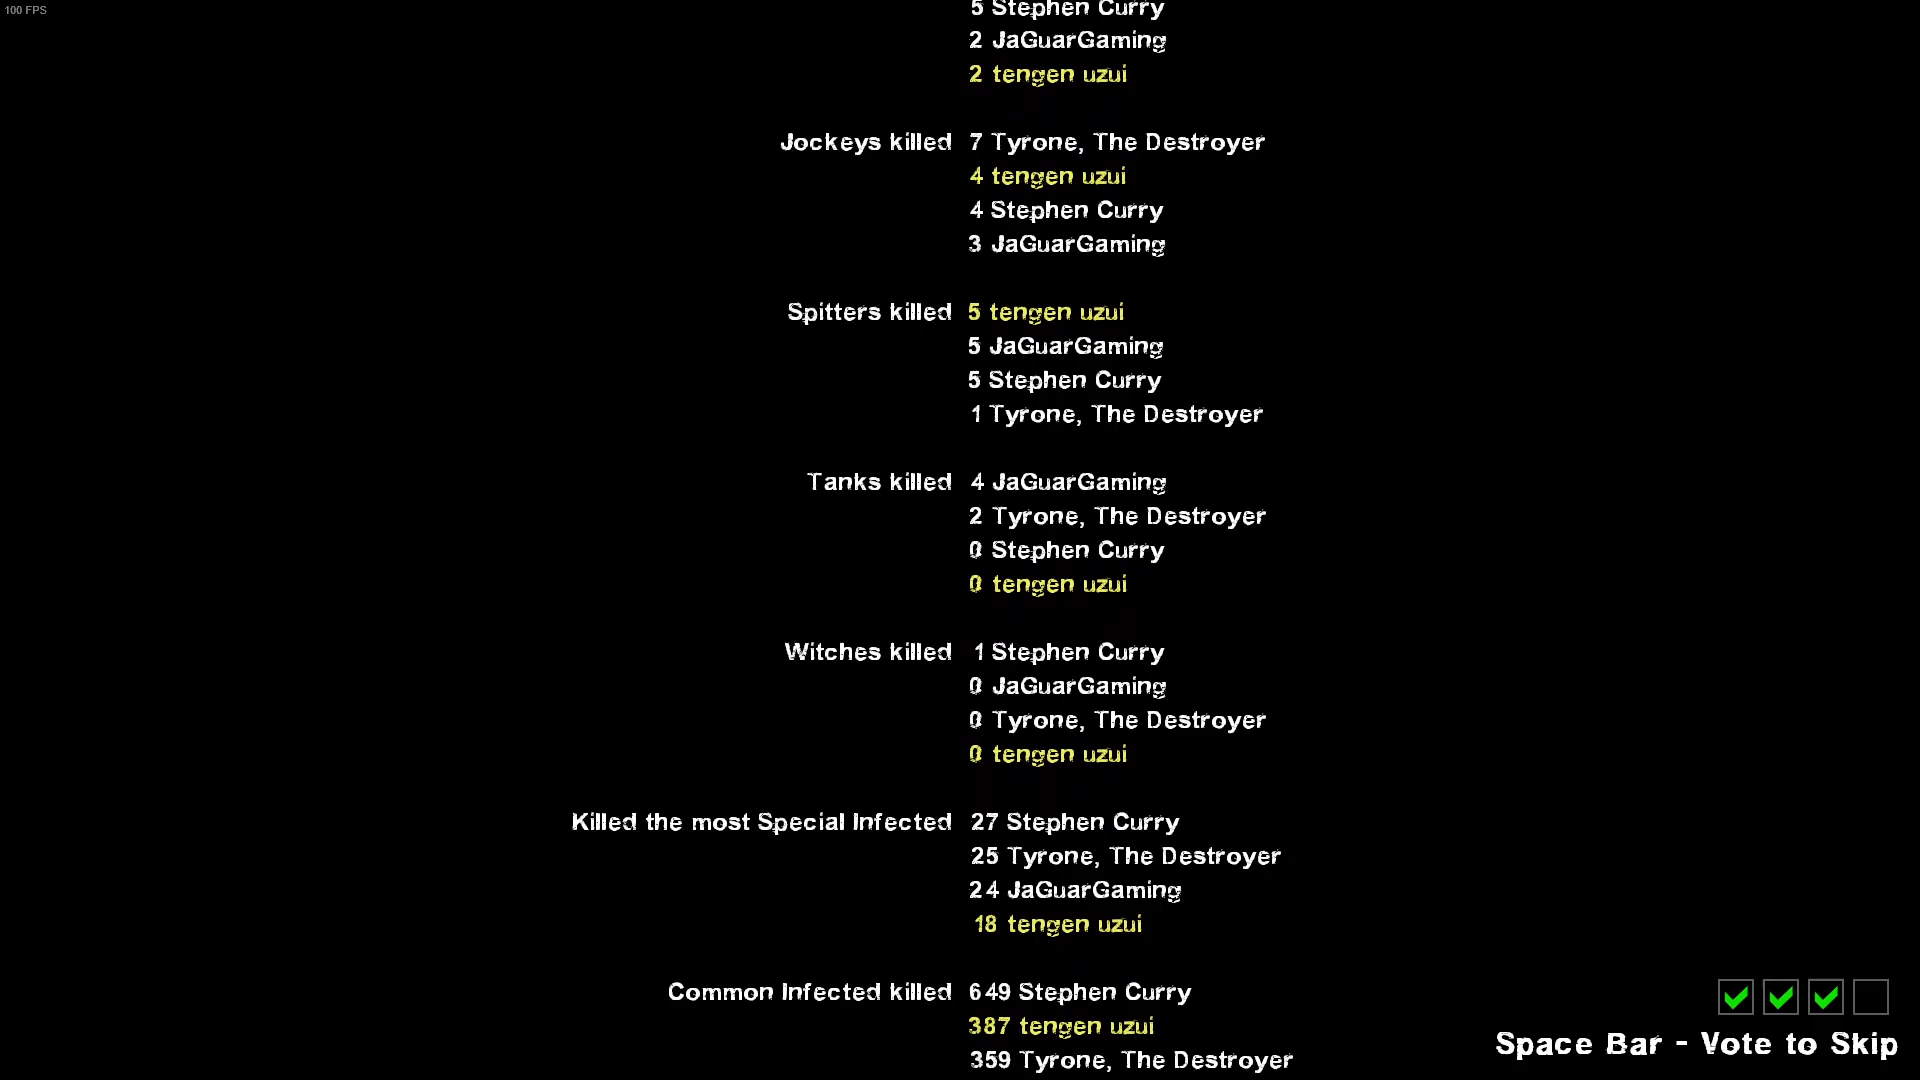 100 FPS
5 Stephen Curry
2 JaGuarGaming
2 tengen uzui
Jockeys killed 7 Tyrone, The Destroyer
4 tengen uzui
4 Stephen Curry
3 JaGuarGaming
Spitters killed 5 tengen uzui
5 JaGuarGaming
5 Stephen Curry
1 Tyrone, The Destroyer
Tanks killed 4 JaGuarGaming
2 Tyrone, The Destroyer
0 Stephen Curry
0 tengen uzui
Witches killed 1 Stephen Curry
0 JaGuarGaming
0 Tyrone, The Destroyer
0 tengen uzui
Killed the most Special Infected 27 Stephen Curry
25 Tyrone, The Destroyer
24 JaGuarGaming
18 tengen uzui
Common Infected killed 649 Stephen Curry
387 tengen uzui
359 Tyrone, The Destroyer
Space Bar - Vote to Skip